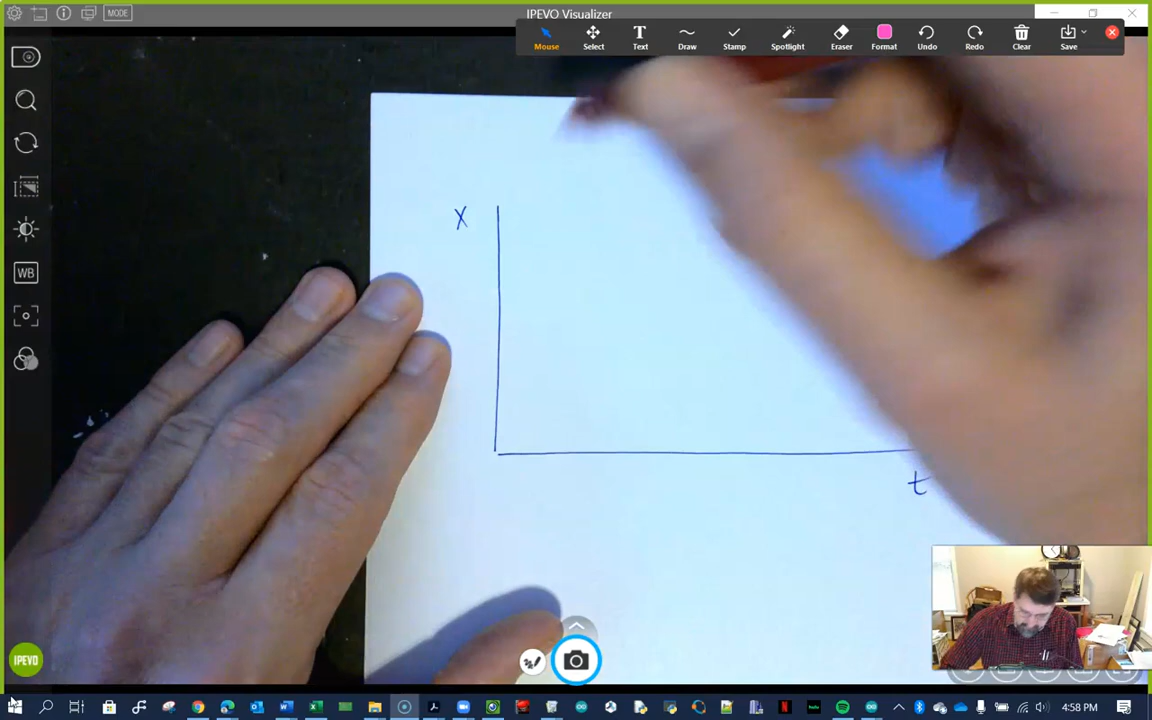 MODE
IPEVO Visualizer
Mouse
Select
Text
Draw
Stamp
Spotlight
Eraser
Format
Undo
Redo
Clear
Save
WB
X
t
IPEVO
4:58 PM